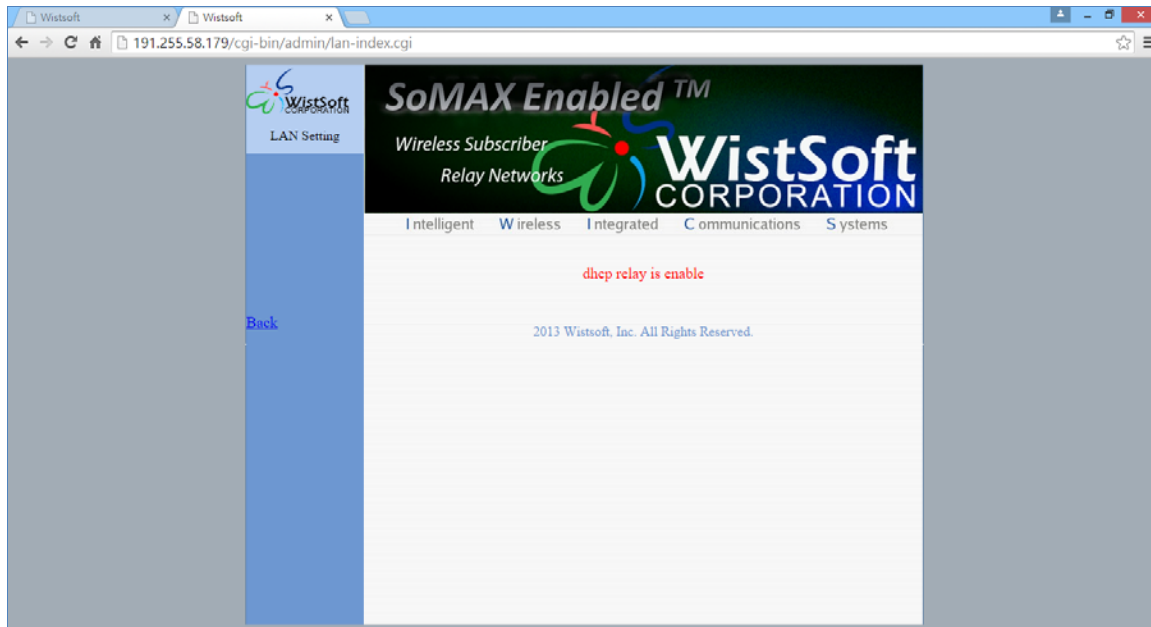 Wistsoft
Wistsoft
191.255.58.179/cgi-bin/admin/lan-index.cgi
WistSoft
CORPORATION
LAN Setting
SoMAX Enabled TM
Wireless Subscriber
Relay Networks
WistSoft
CORPORATION
Intelligent Wireless Integrated Communications Systems
dhcp relay is enable
Back
2013 Wistsoft, Inc. All Rights Reserved.